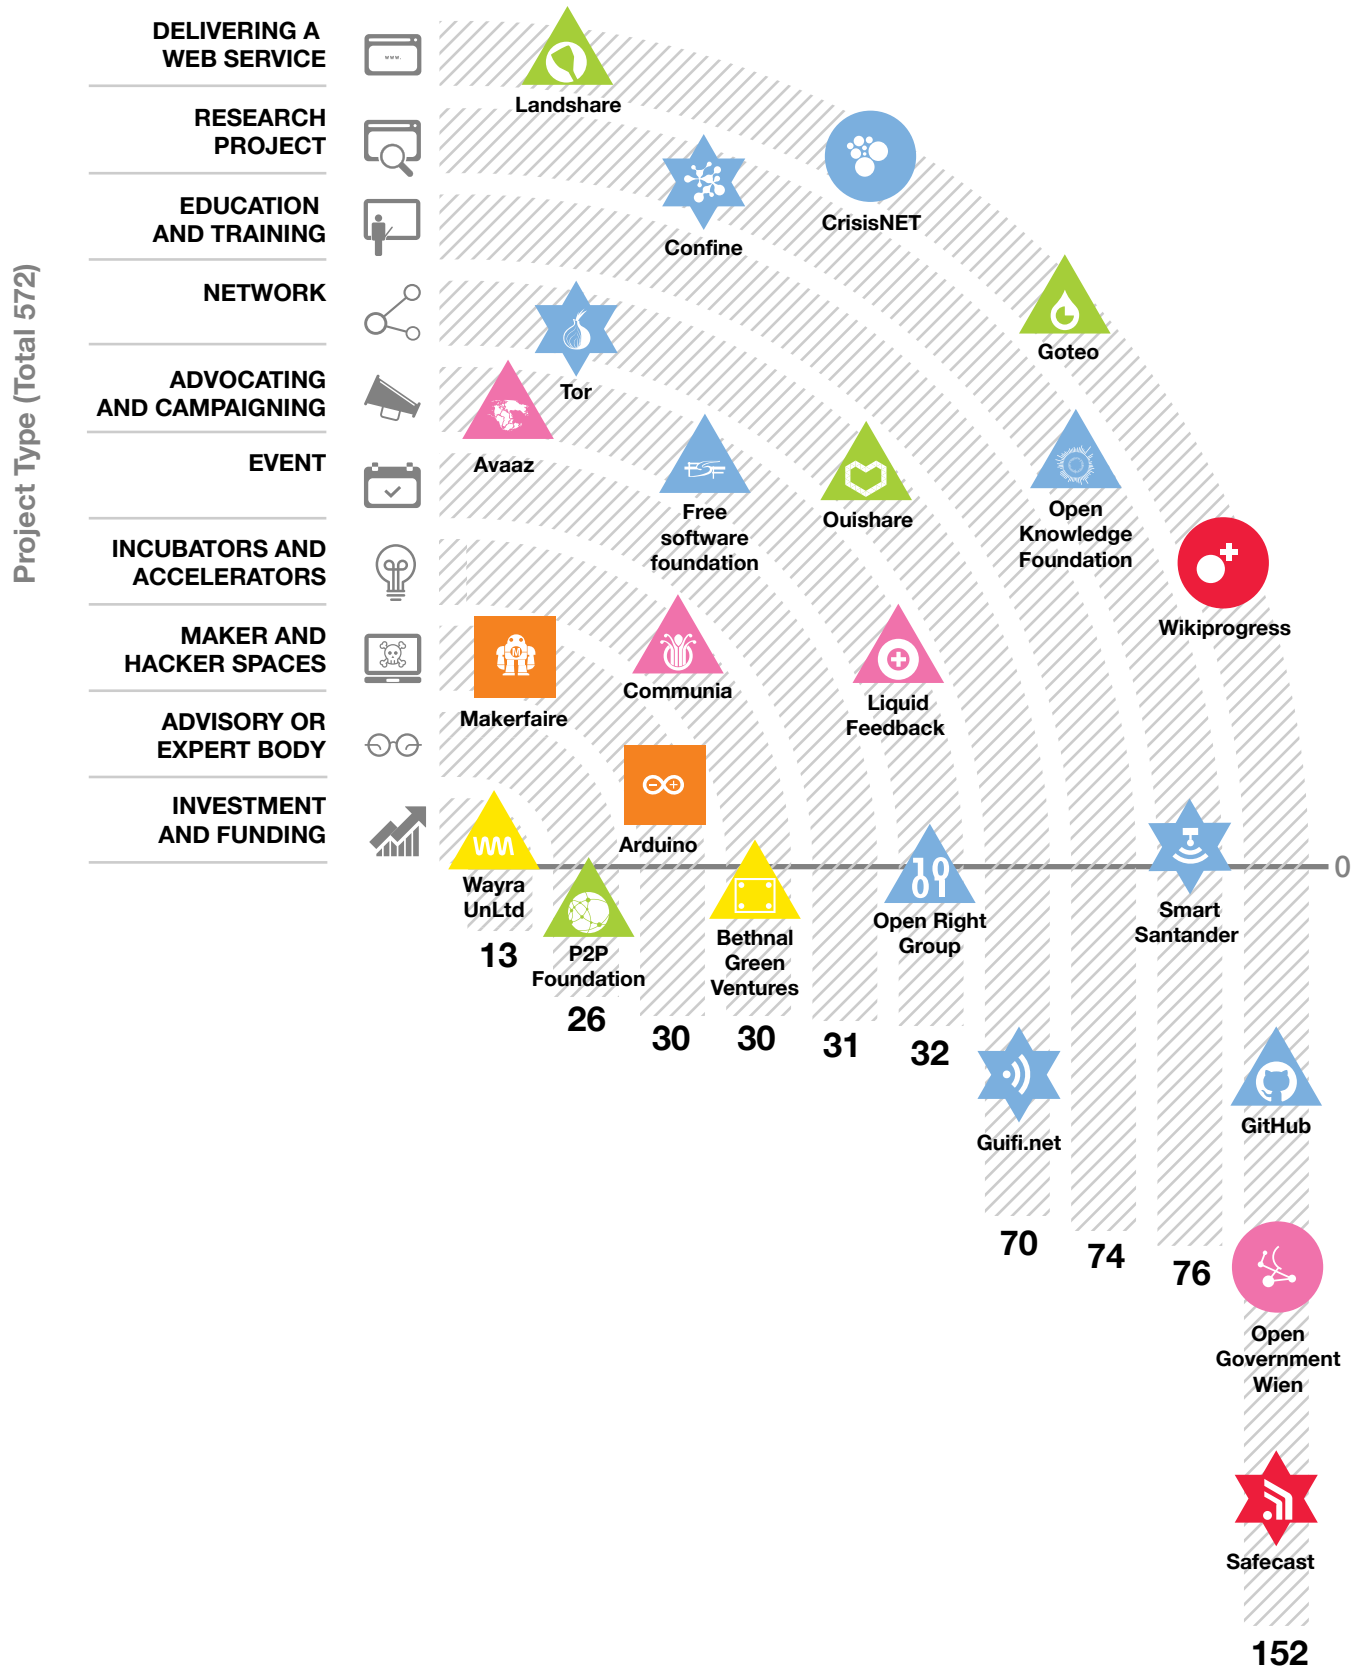 Project Type (Total 572)
DELIVERING A
WEB SERVICE
www.
RESEARCH
PROJECT
EDUCATION
AND TRAINING
NETWORK
ADVOCATING
AND CAMPAIGNING
EVENT
INCUBATORS AND
ACCELERATORS
MAKER AND
HACKER SPACES
ADVISORY OR
EXPERT BODY
INVESTMENT
AND FUNDING
Landshare
CrisisNET
Confine
Goteo
Tor
Avaaz
FSF
Free
software
foundation
Ouishare
Open
Knowledge
Foundation
Wikiprogress
M
Makerfaire
Communia
Liquid
Feedback
Arduino
0
Wayra
UnLtd
P2P
Foundation
Bethnal
Green
Ventures
10
01
Open Right
Group
Smart
Santander
13
26
30
30
31
32
Guifi.net
GitHub
70
74
76
Open
Government
Wien
Safecast
152